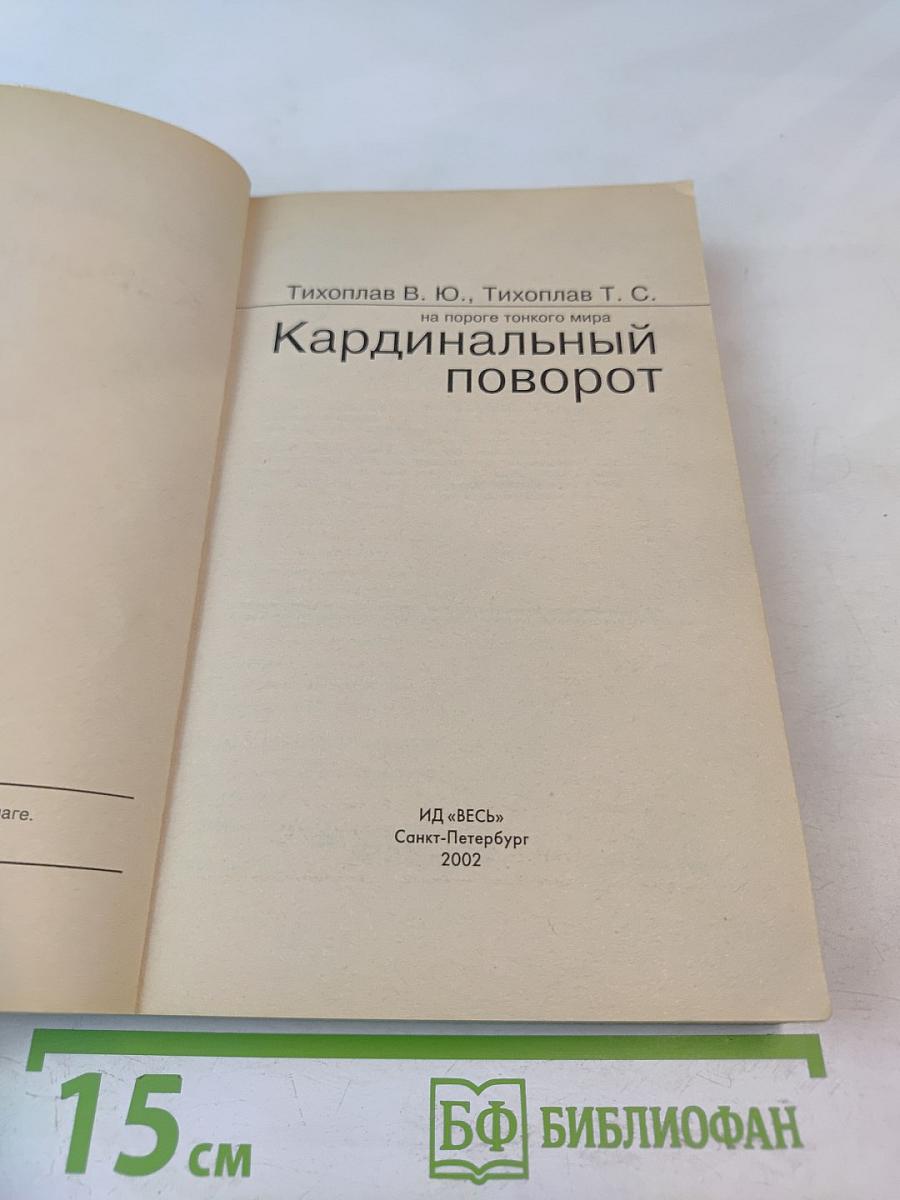 Тихоплав В. Ю., Тихоплав Т. С.
на пороге тонкого мира
Кардинальный
поворот
аге.
ИД «ВЕСЬ»
Санкт-Петербург
2002
15 см
БФ БИБЛИОФАН